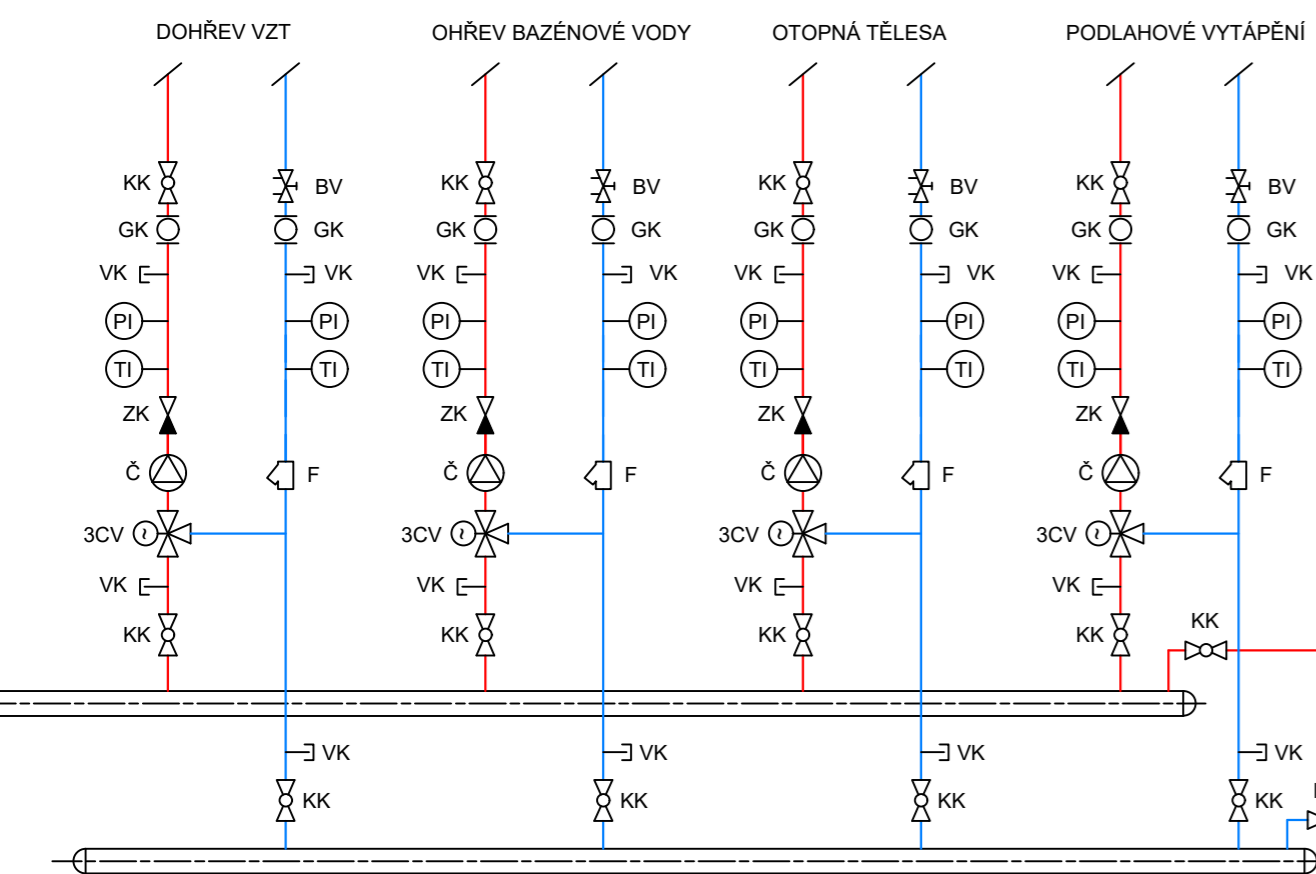 DOHŘEV VZT OHŘEV BAZÉNOVÉ VODY OTOPNÁ TĚLESA PODLAHOVÉ VYTÁPĚNÍ
KK BV KK BV KK BV KK BV
GK GK GK GK GK GK GK GK
VK VK VK VK VK VK VK VK
PI PI PI PI PI PI PI PI
TI TI TI TI TI TI TI TI
ZK ZK ZK ZK
Č F Č F Č F Č F
3CV 3CV 3CV 3CV
VK VK VK VK
KK KK KK KK KK
VK VK VK VK
KK KK KK KK